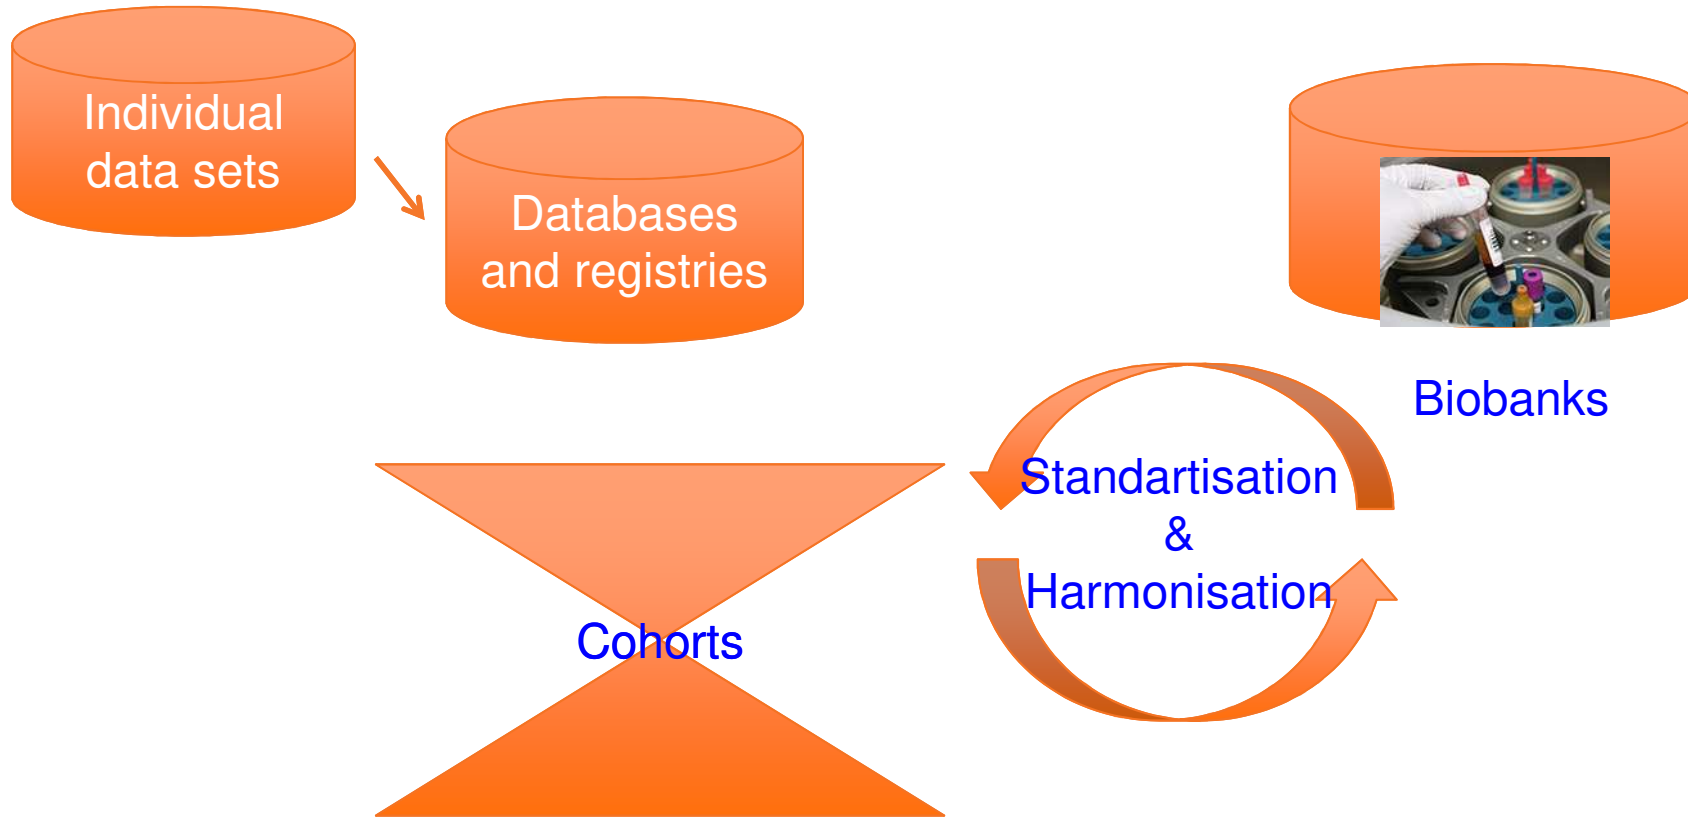 Individual
data sets
Databases
and registries
Biobanks
Standartisation
&
Harmonisation
Cohorts